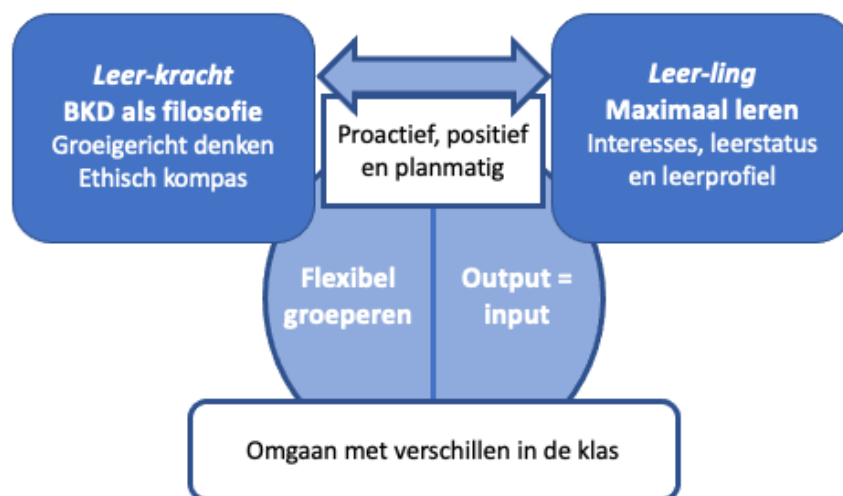 Leer-kracht
BKD als filosofie
Groeigericht denken
Ethisch kompas
Proactief, positief
en planmatig
Leer-ling
Maximaal leren
Interesses, leerstatus
en leerprofiel
Flexibel
groeperen
Output =
input
Omgaan met verschillen in de klas